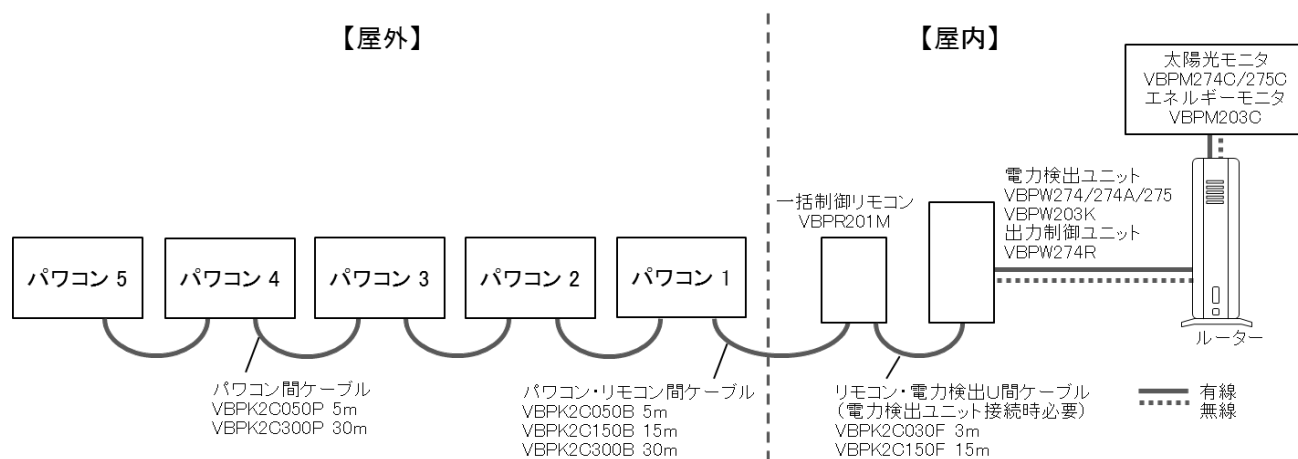 【屋外】
【屋内】
太陽光モニタ
VBPM274C/275C
エネルギーモニタ
VBPM203C
電力検出ユニット
VBPW274/274A/275
VBPW203K
出力制御ユニット
VBPW274R
一括制御リモコン
VBPR201M
パワコン 5
パワコン 4
パワコン 3
パワコン 2
パワコン 1
ルーター
パワコン間ケーブル
VBPK2C050P 5m
VBPK2C300P 30m
パワコン・リモコン間ケーブル
VBPK2C050B 5m
VBPK2C150B 15m
VBPK2C300B 30m
リモコン・電力検出U間ケーブル
(電力検出ユニット接続時必要)
VBPK2C030F 3m
VBPK2C150F 15m
有線
無線